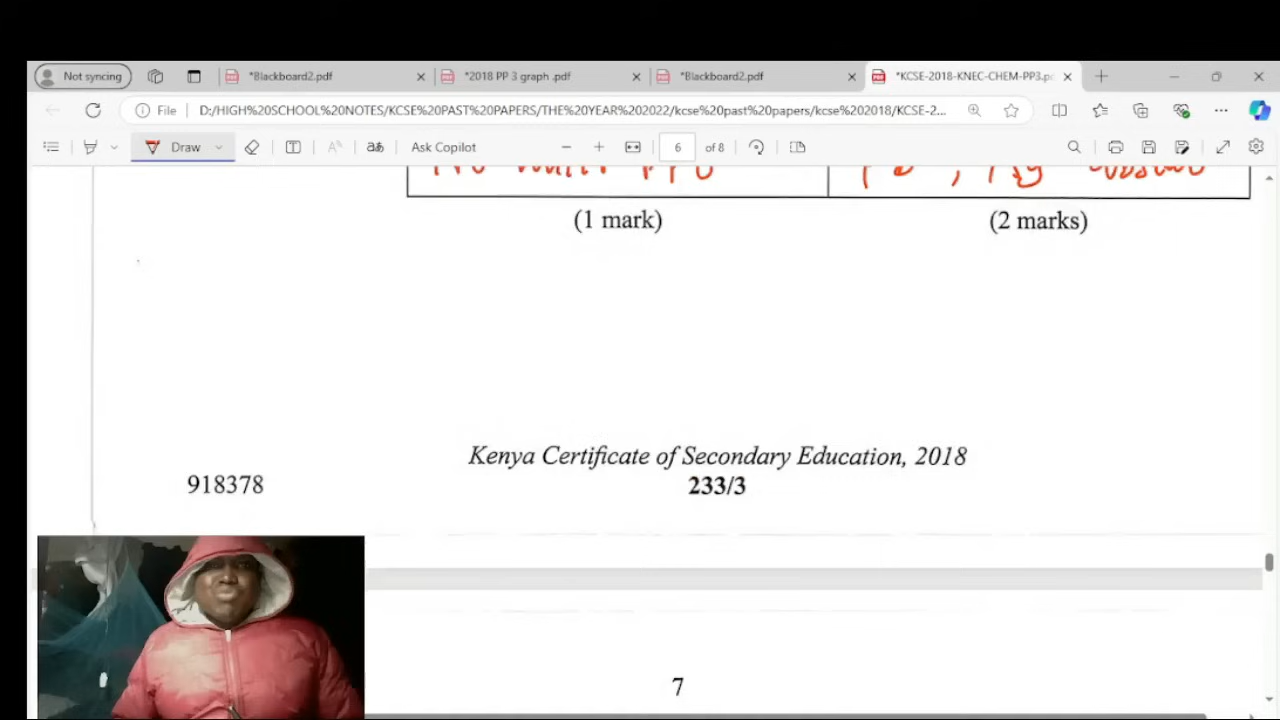 Not syncing
*Blackboard2.pdf
*2018 PP 3 graph .pdf
*Blackboard2.pdf
*KCSE-2018-KNEC-CHEM-PP3.p
File
D:/HIGH%20SCHOOL%20NOTES/KCSE%20PAST%20PAPERS/THE%20YEAR%202022/kcse%20past%20papers/kcse%202018/KCSE-2...
Draw
aあ
Ask Copilot
6 of 8
(1 mark)
(2 marks)
Kenya Certificate of Secondary Education, 2018
918378
233/3
7